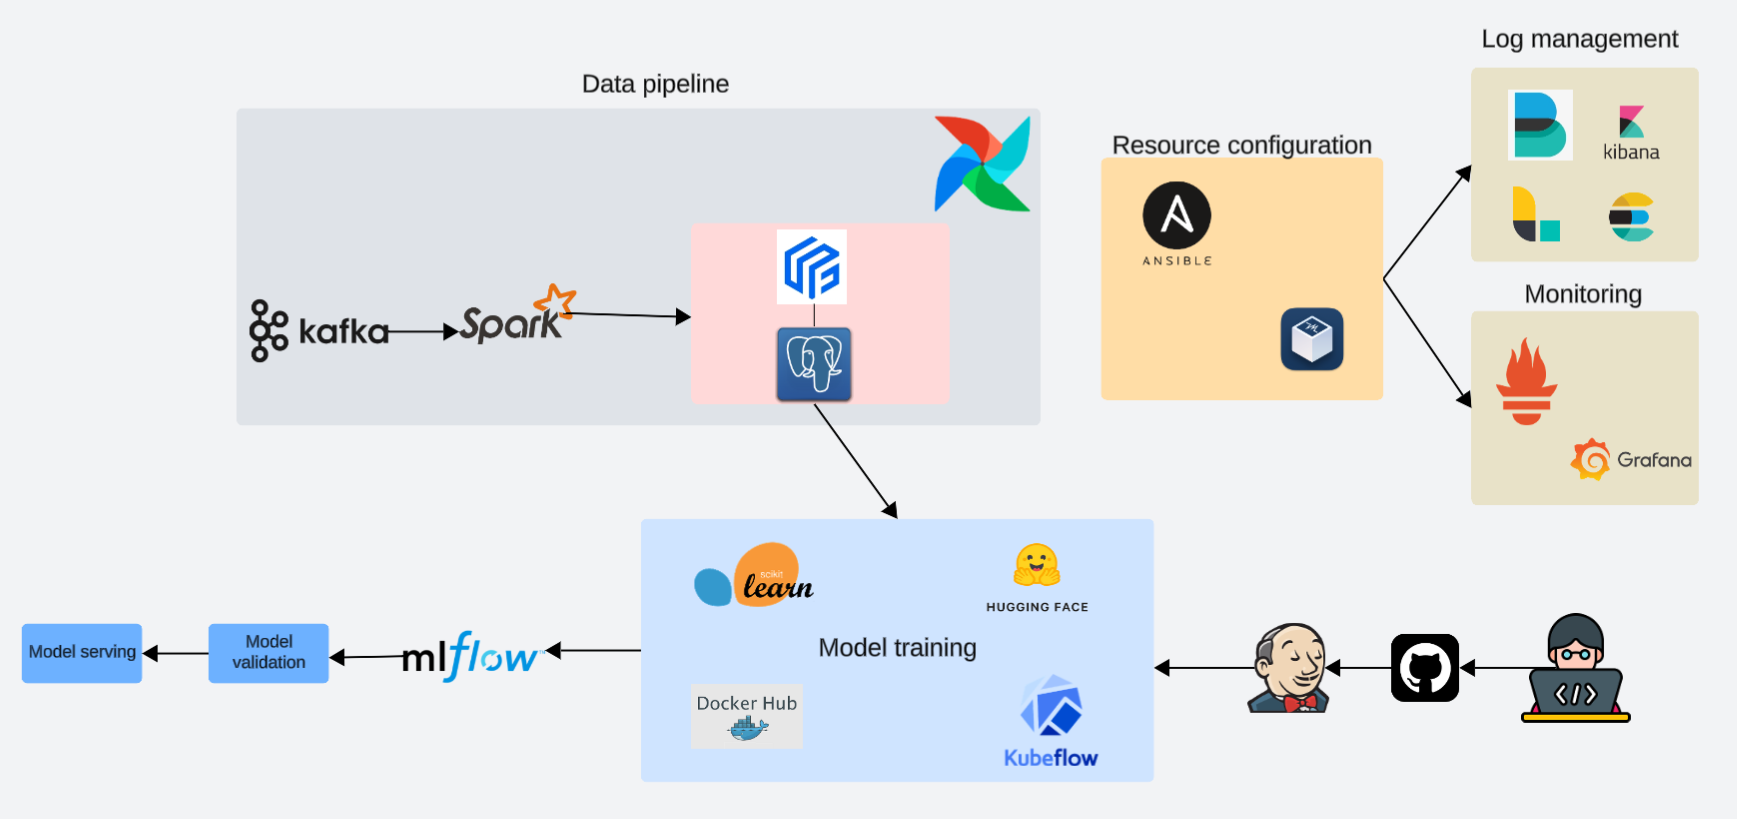 Log management
Data pipeline
kibana
Resource configuration
ANSIBLE
Monitoring
kafka
Spark
Grafana
scikit
learn
HUGGING FACE
Model serving
Model
validation
mlflow
Model training
Docker Hub
</>
Kubeflow